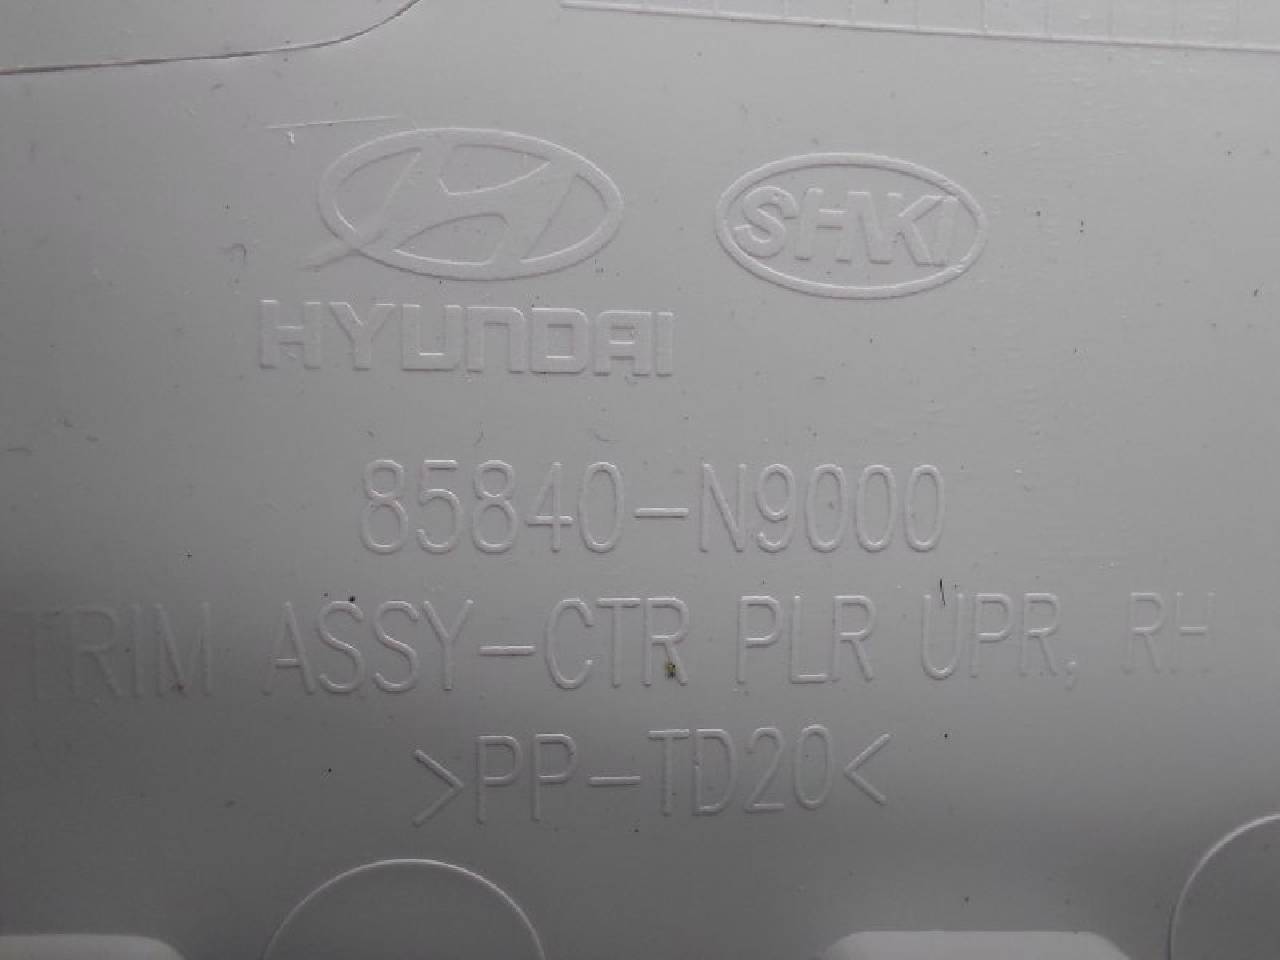 SHKI
HYUNDAI
85840-N9000
TRIM ASSY-CTR PLR UPR, RH
>PP-TD20<